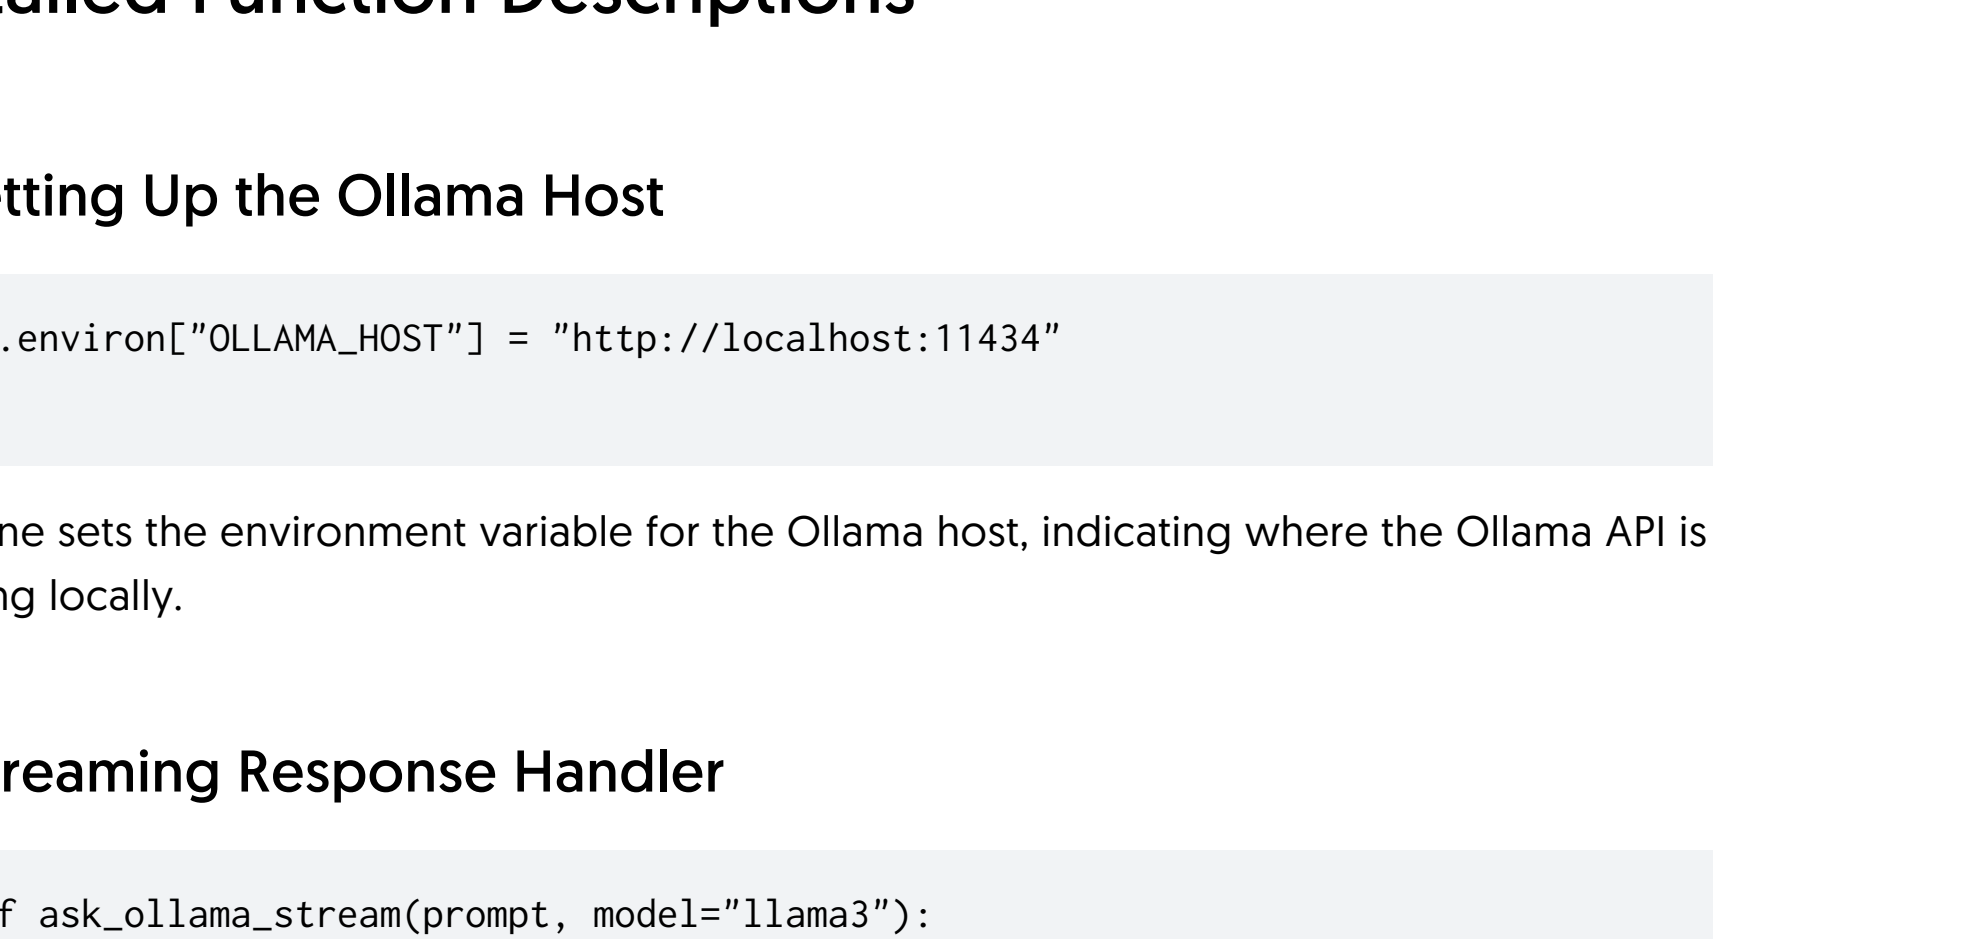 ailed Function Descriptions
tting Up the Ollama Host
.environ["OLLAMA_HOST"] = "http://localhost:11434"
ne sets the environment variable for the Ollama host, indicating where the Ollama API is
ng locally.
reaming Response Handler
f ask_ollama_stream(prompt, model="llama3"):